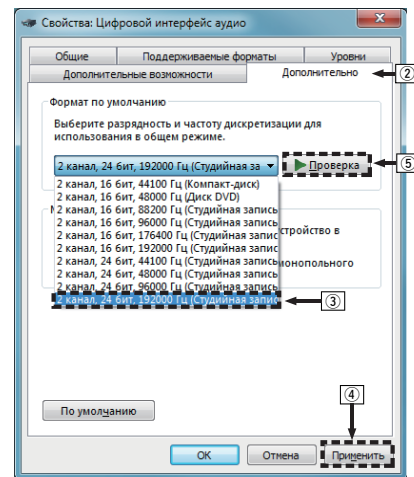 Свойства: Цифровой интерфейс аудио
Общие Поддерживаемые форматы Уровни
Дополнительные возможности Дополнительно
②
Формат по умолчанию
Выберите разрядность и частоту дискретизации для
использования в общем режиме.
2 канал, 24 бит, 192000 Гц (Студийная за Проверка
⑤
2 канал, 16 бит, 44100 Гц (Компакт-диск)
2 канал, 16 бит, 48000 Гц (Диск DVD)
2 канал, 16 бит, 88200 Гц (Студийная запись
2 канал, 16 бит, 96000 Гц (Студийная запись
2 канал, 16 бит, 176400 Гц (Студийная запис
стройство в
2 канал, 16 бит, 192000 Гц (Студийная запис
2 канал, 24 бит, 44100 Гц (Студийная запись
монопольного
2 канал, 24 бит, 48000 Гц (Студийная запись
2 канал, 24 бит, 96000 Гц (Студийная запись
2 канал, 24 бит, 192000 Гц (Студийная запис
③
④
По умолчанию
ОК Отмена Применить